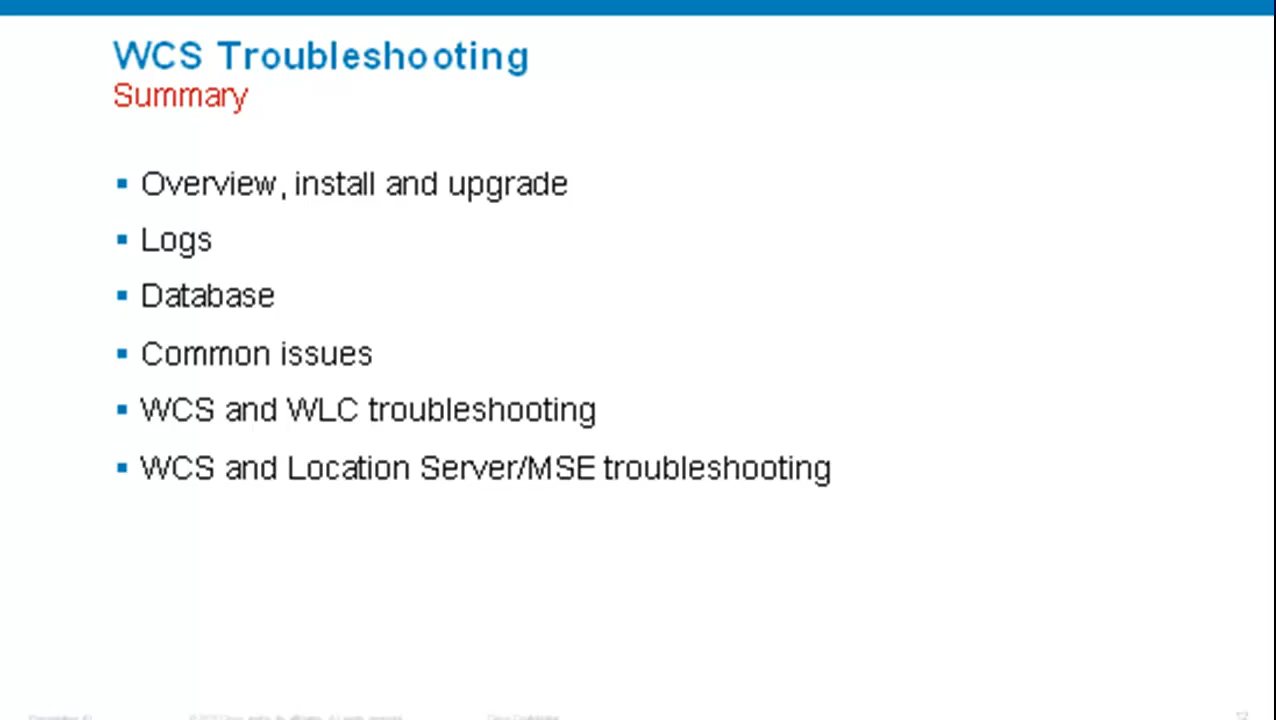 WCS Troubleshooting
Summary
Overview, install and upgrade
Logs
Database
Common issues
WCS and WLC troubleshooting
WCS and Location Server/MSE troubleshooting